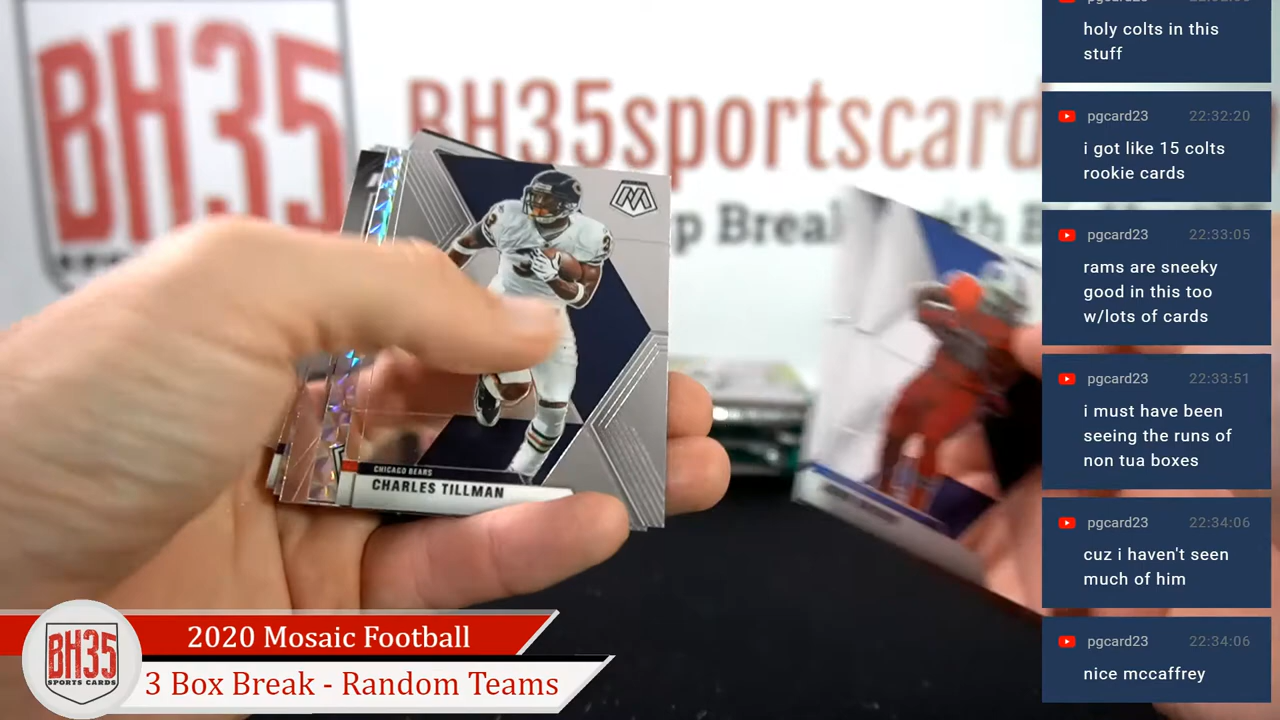 BH35
BH35sportscard
CHICAGO BEARS
CHARLES TILLMAN
BH35
SPORTS CARDS
2020 Mosaic Football
3 Box Break - Random Teams
pgcard23
holy colts in this
stuff
pgcard23 22:32:20
i got like 15 colts
rookie cards
pgcard23 22:33:05
rams are sneeky
good in this too
w/lots of cards
pgcard23 22:33:51
i must have been
seeing the runs of
non tua boxes
pgcard23 22:34:06
cuz i haven't seen
much of him
pgcard23 22:34:06
nice mccaffrey